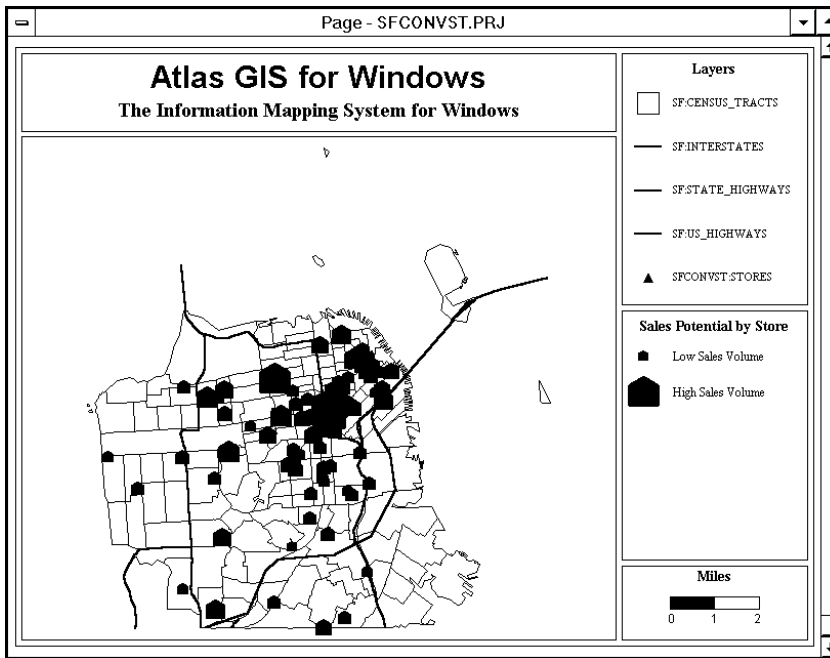 Page - SFCONVST.PRJ
Atlas GIS for Windows
The Information Mapping System for Windows
Layers
SF:CENSUS_TRACTS
SF:INTERSTATES
SF:STATE_HIGHWAYS
SF:US_HIGHWAYS
SFCONVST:STORES
Sales Potential by Store
Low Sales Volume
High Sales Volume
Miles
0 1 2